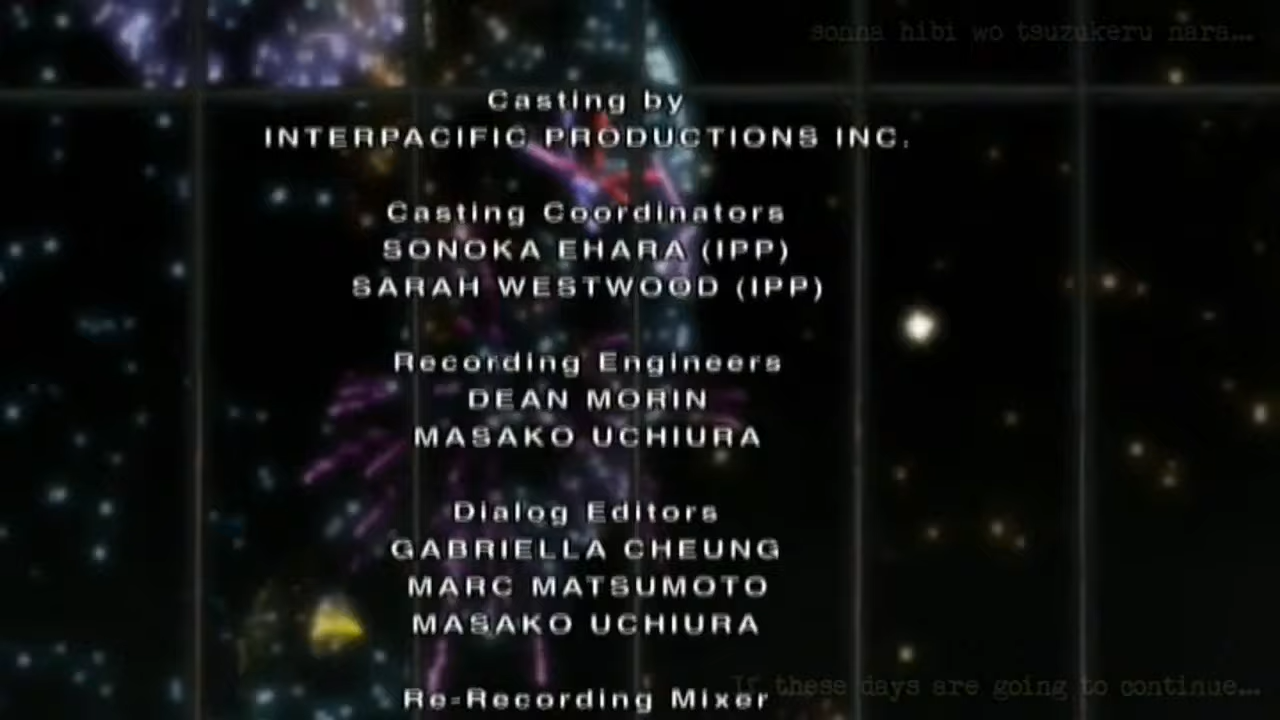 sonna hibi wo tsuzukeru nara...
Casting by
INTERPACIFIC PRODUCTIONS INC.
Casting Coordinators
SONOKA EHARA (IPP)
SARAH WESTWOOD (IPP)
Recording Engineers
DEAN MORIN
MASAKO UCHIURA
Dialog Editors
GABRIELLA CHEUNG
MARC MATSUMOTO
MASAKO UCHIURA
Re-Recording Mixer
If these days are going to continue...